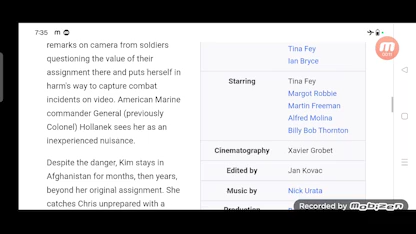 7:35 m
remarks on camera from soldiers
questioning the value of their
assignment there and puts herself in
harm's way to capture combat
incidents on video. American Marine
commander General (previously
Colonel) Hollanek sees her as an
inexperienced nuisance.
Despite the danger, Kim stays in
Afghanistan for months, then years,
beyond her original assignment. She
catches Chris unprepared with a
Tina Fey
Ian Bryce
Starring Tina Fey
Margot Robbie
Martin Freeman
Alfred Molina
Billy Bob Thornton
Cinematography Xavier Grobet
Edited by Jan Kovac
Music by Nick Urata
Production
Recorded by MOBIZEN